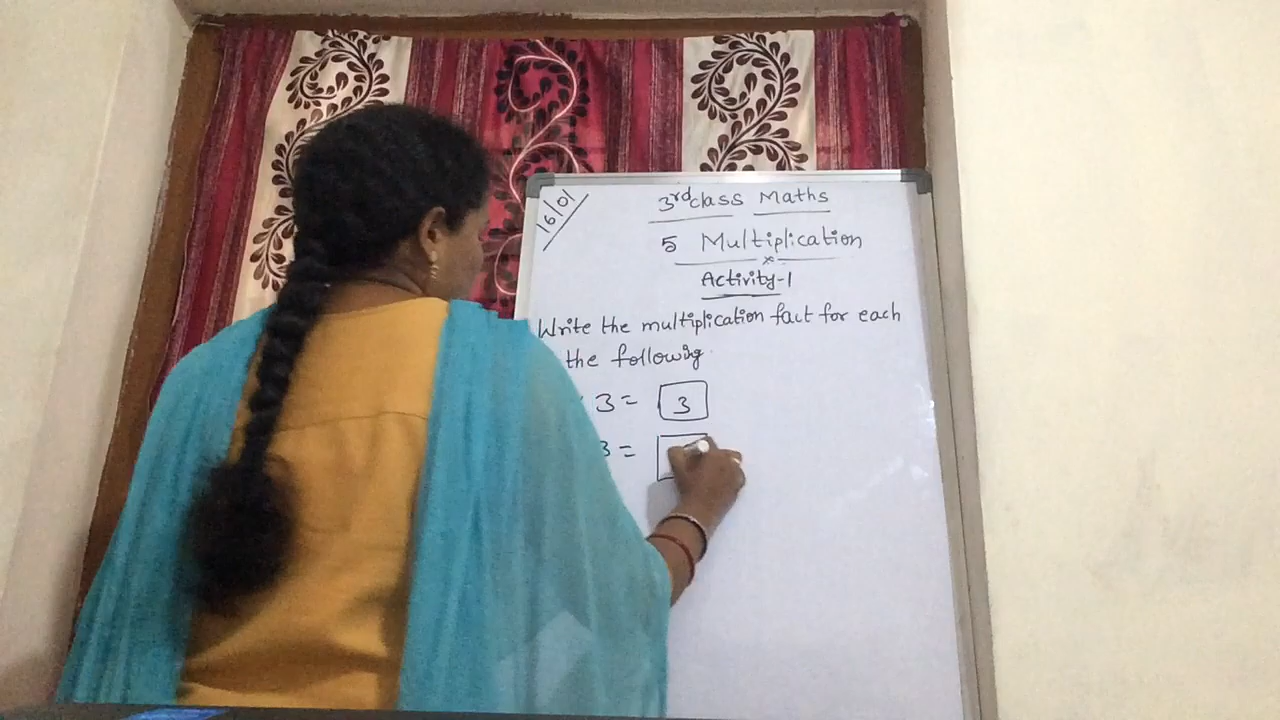 16/01
3rd class Maths
5 Multiplication
Activity-1
Write the multiplication fact for each
the following
3 = 3
3 =